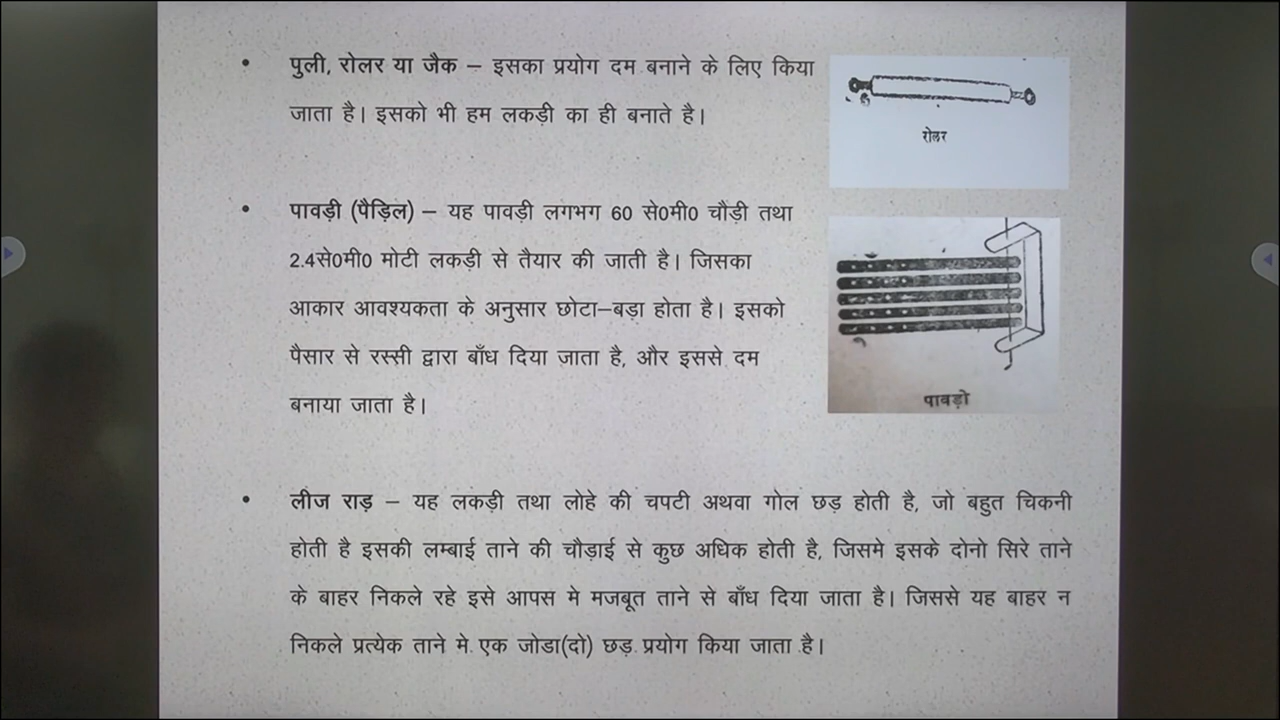 • पुली, रोलर या जैक – इसका प्रयोग दम बनाने के लिए किया
जाता है। इसको भी हम लकड़ी का ही बनाते है।
रोलर
• पावड़ी (पैड़िल) – यह पावड़ी लगभग 60 से0मी0 चौड़ी तथा
2.4से0मी0 मोटी लकड़ी से तैयार की जाती है। जिसका
आकार आवश्यकता के अनुसार छोटा–बड़ा होता है। इसको
पैसार से रस्सी द्वारा बाँध दिया जाता है, और इससे दम
बनाया जाता है।
पावड़ो
• लीज राड़ – यह लकड़ी तथा लोहे की चपटी अथवा गोल छड़ होती है, जो बहुत चिकनी
होती है इसकी लम्बाई ताने की चौड़ाई से कुछ अधिक होती है, जिसमे इसके दोनो सिरे ताने
के बाहर निकले रहे इसे आपस मे मजबूत ताने से बाँध दिया जाता है। जिससे यह बाहर न
निकले प्रत्येक ताने मे एक जोडा(दो) छड़ प्रयोग किया जाता है।